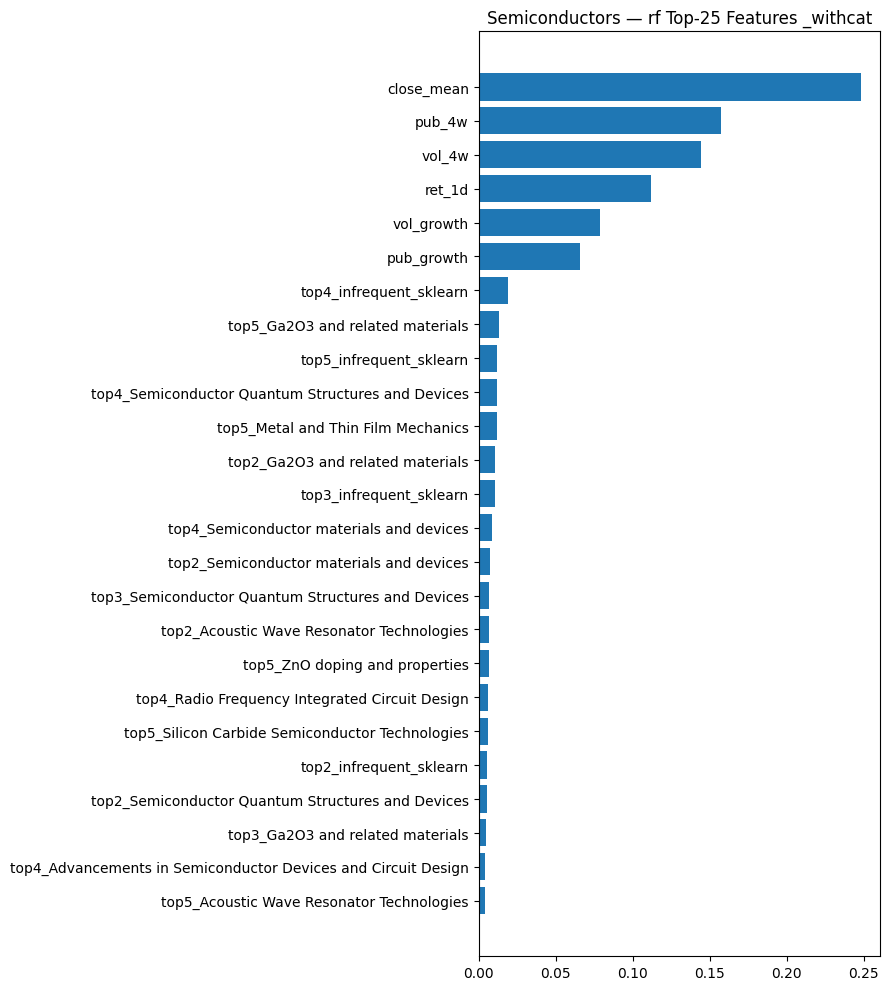 Semiconductors — rf Top-25 Features _withcat
close_mean
pub_4w
vol_4w
ret_1d
vol_growth
pub_growth
top4_infrequent_sklearn
top5_Ga2O3 and related materials
top5_infrequent_sklearn
top4_Semiconductor Quantum Structures and Devices
top5_Metal and Thin Film Mechanics
top2_Ga2O3 and related materials
top3_infrequent_sklearn
top4_Semiconductor materials and devices
top2_Semiconductor materials and devices
top3_Semiconductor Quantum Structures and Devices
top2_Acoustic Wave Resonator Technologies
top5_ZnO doping and properties
top4_Radio Frequency Integrated Circuit Design
top5_Silicon Carbide Semiconductor Technologies
top2_infrequent_sklearn
top2_Semiconductor Quantum Structures and Devices
top3_Ga2O3 and related materials
top4_Advancements in Semiconductor Devices and Circuit Design
top5_Acoustic Wave Resonator Technologies
0.00 0.05 0.10 0.15 0.20 0.25